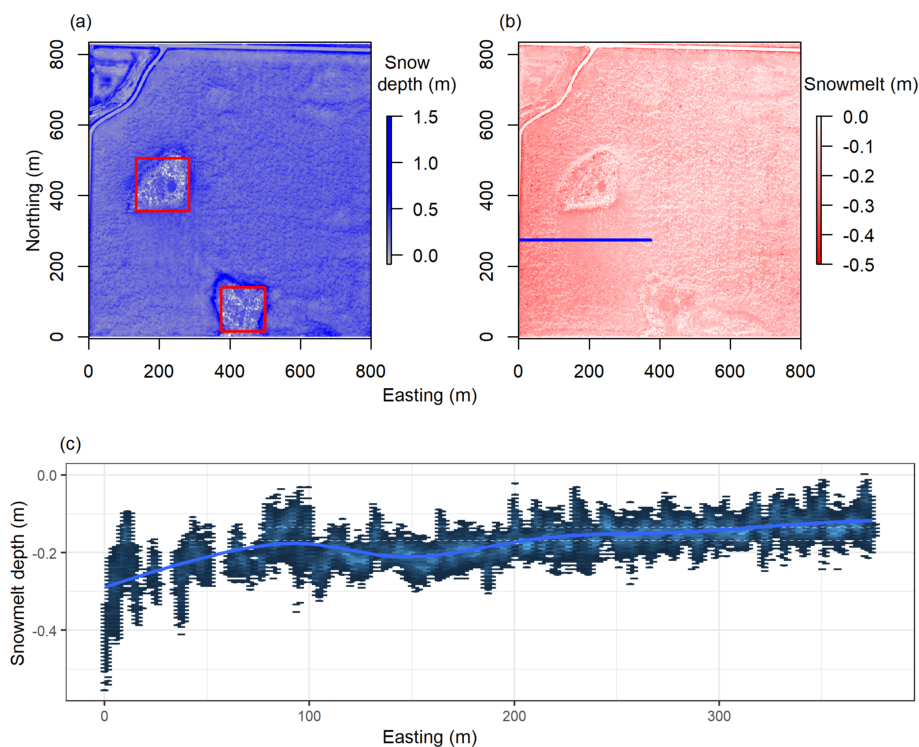 (a)
Northing (m)
800
600
400
200
0
0 200 400 600 800
Snow
depth (m)
1.5
1.0
0.5
0.0
(b)
800
600
400
200
0
0 200 400 600 800
Snowmelt (m)
0.0
-0.1
-0.2
-0.3
-0.4
-0.5
Easting (m)
(c)
Snowmelt depth (m)
0.0
-0.2
-0.4
0 100 200 300
Easting (m)